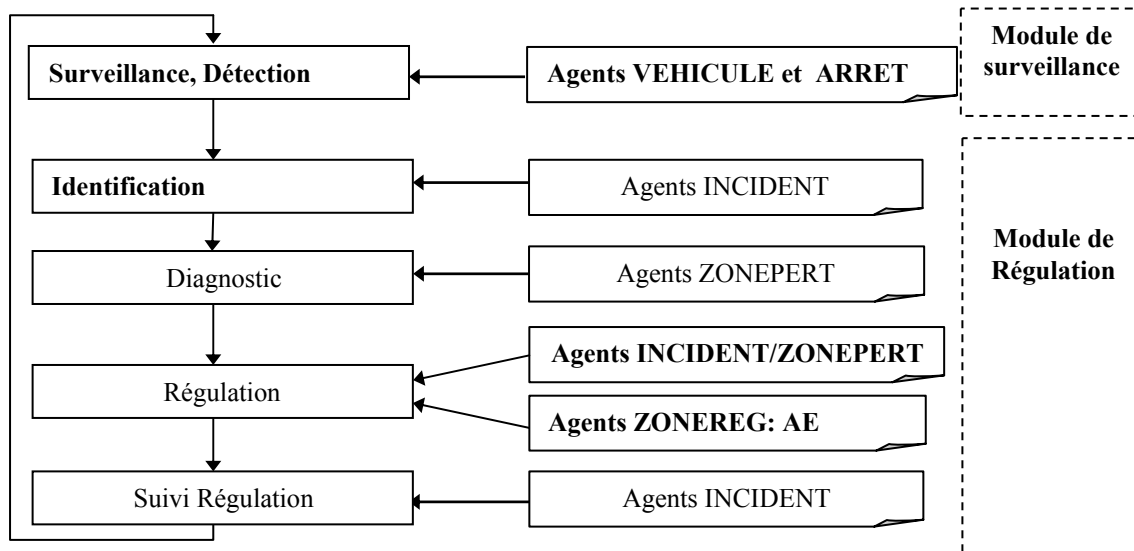 Surveillance, Détection
Agents VEHICULE et ARRET
Module de
surveillance
Identification
Agents INCIDENT
Diagnostic
Agents ZONEPERT
Module de
Régulation
Régulation
Agents INCIDENT/ZONEPERT
Agents ZONEREG: AE
Suivi Régulation
Agents INCIDENT